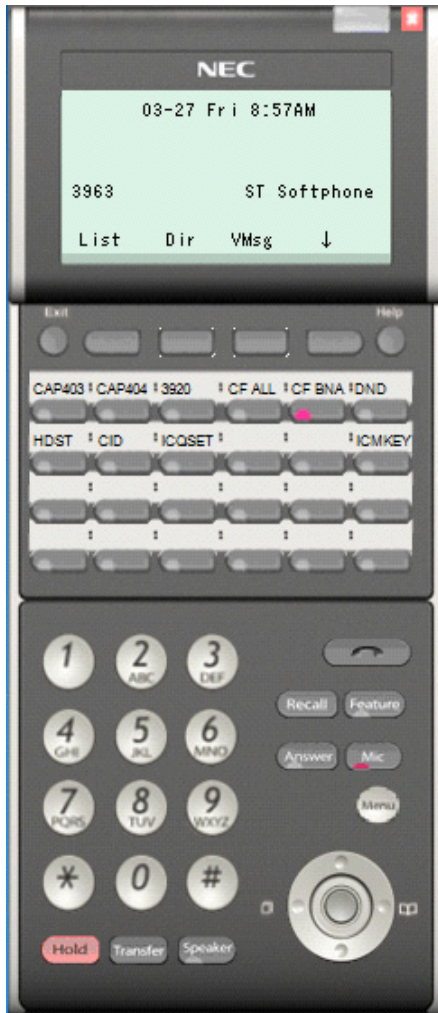 NEC
03-27 Fri 8:57AM
3963 ST Softphone
List Dir VMsg ↓
Exit Help
CAP403 CAP404 3920 CF ALL CF BNA DND
HDST CID ICQSET ICMKEY
1 2 3
ABC DEF
Recall Feature
4 5 6
GHI JKL MNO
Answer Mic
7 8 9
PQRS TUV WXYZ
Menu
* 0 #
Hold Transfer Speaker